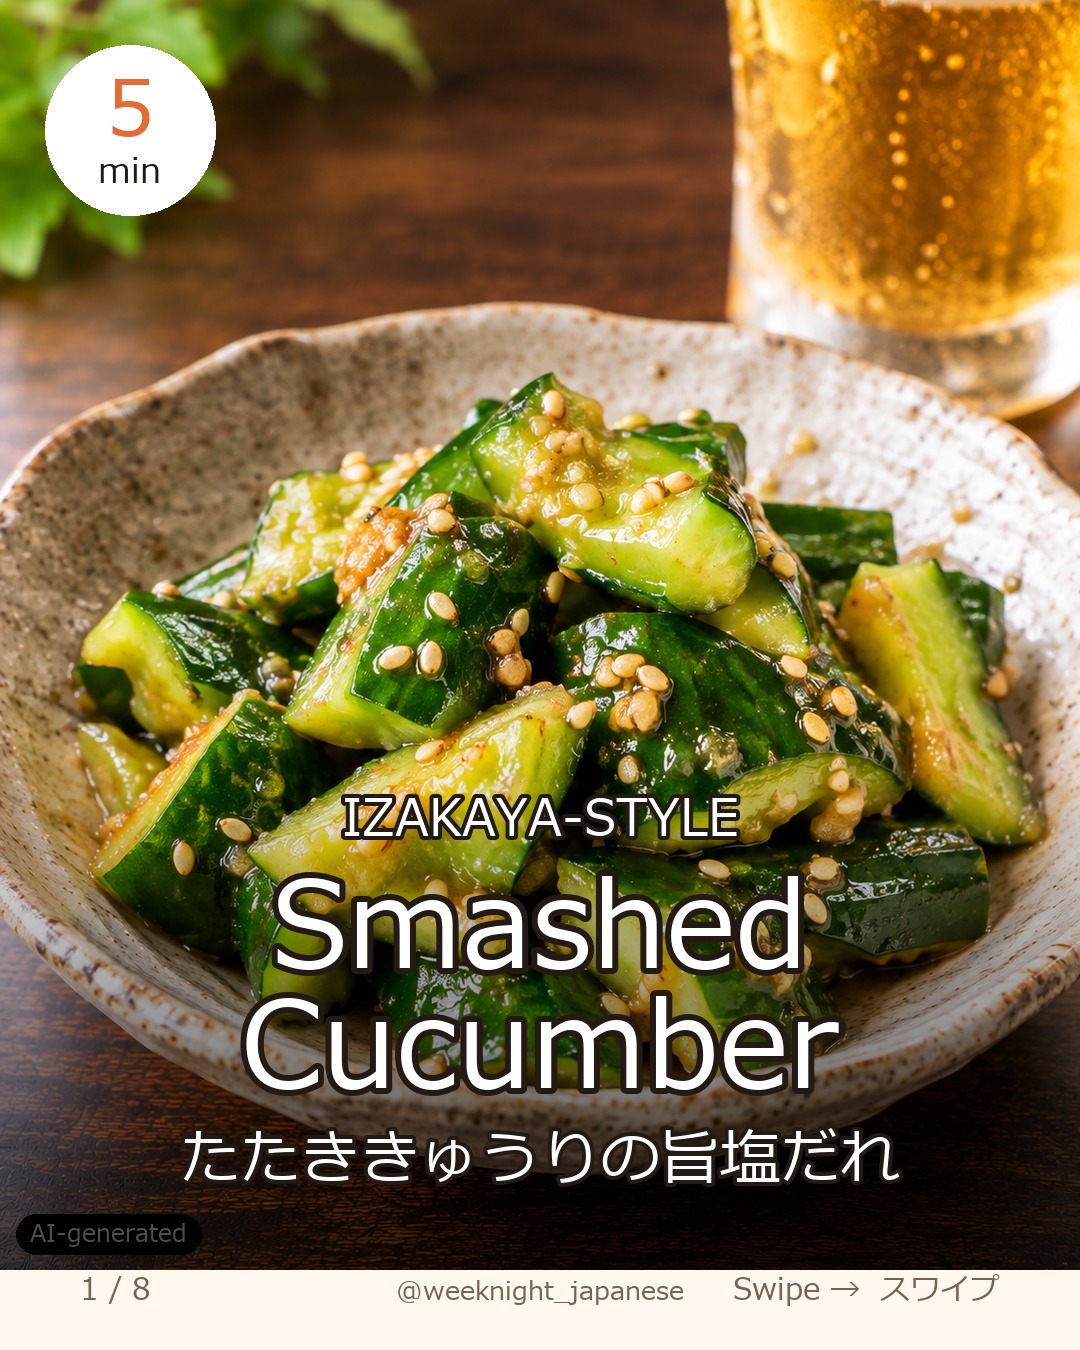 5
min
IZAKAYA-STYLE
Smashed
Cucumber
たたききゅうりの旨塩だれ
AI-generated
1 / 8
@weeknight_japanese
Swipe → スワイプ